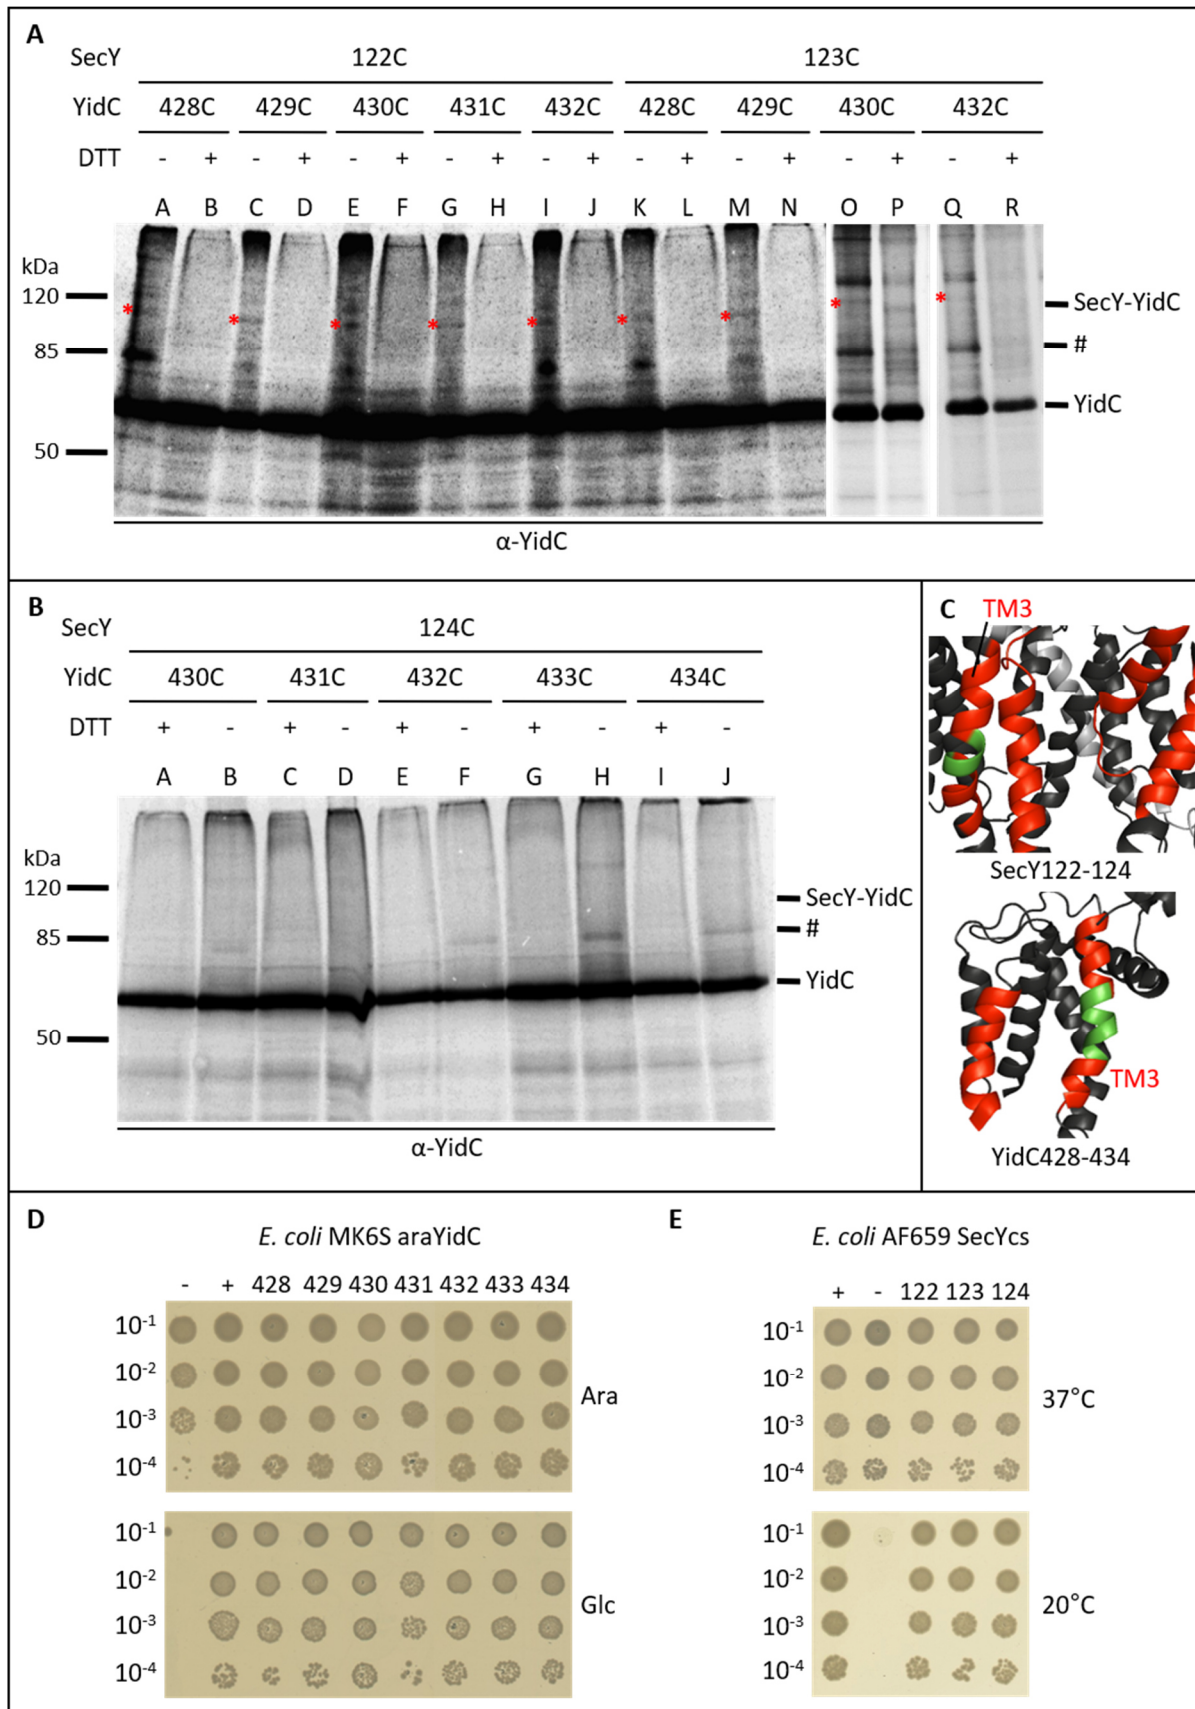 A
SecY 122C 123C
YidC 428C 429C 430C 431C 432C 428C 429C 430C 432C
DTT - + - + - + - + - + - + - + - + - +
A B C D E F G H I J K L M N O P Q R
kDa
120
85
50
* * * * * * * * *
SecY-YidC
#
YidC
α-YidC
B
SecY 124C
YidC 430C 431C 432C 433C 434C
DTT + - + - + - + - + -
A B C D E F G H I J
kDa
120
85
50
SecY-YidC
#
YidC
α-YidC
C
TM3
SecY122-124
TM3
YidC428-434
D
E. coli MK6S araYidC
- + 428 429 430 431 432 433 434
10⁻¹
10⁻²
10⁻³
10⁻⁴
Ara
10⁻¹
10⁻²
10⁻³
10⁻⁴
Glc
E
E. coli AF659 SecYcs
+ - 122 123 124
10⁻¹
10⁻²
10⁻³
10⁻⁴
37°C
10⁻¹
10⁻²
10⁻³
10⁻⁴
20°C